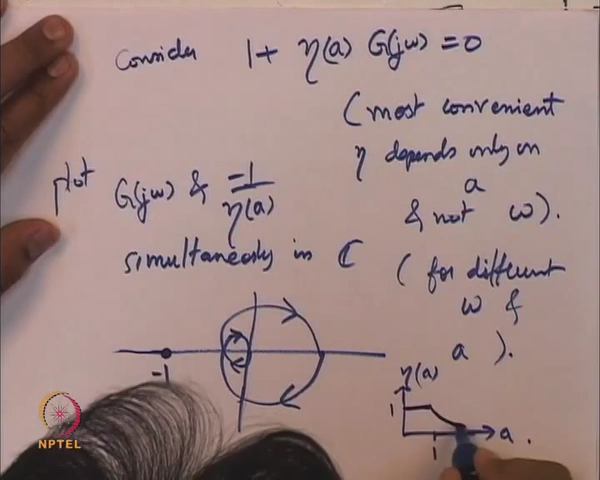 Consider 1+ η(a) G(jω) = 0
(most convenient
η depends only on
a
& not ω).
plot G(jω) & -1/η(a)
simultaneously in ℂ
(for different
ω &
a).
-1
η(a)
1
a.
1
NPTEL